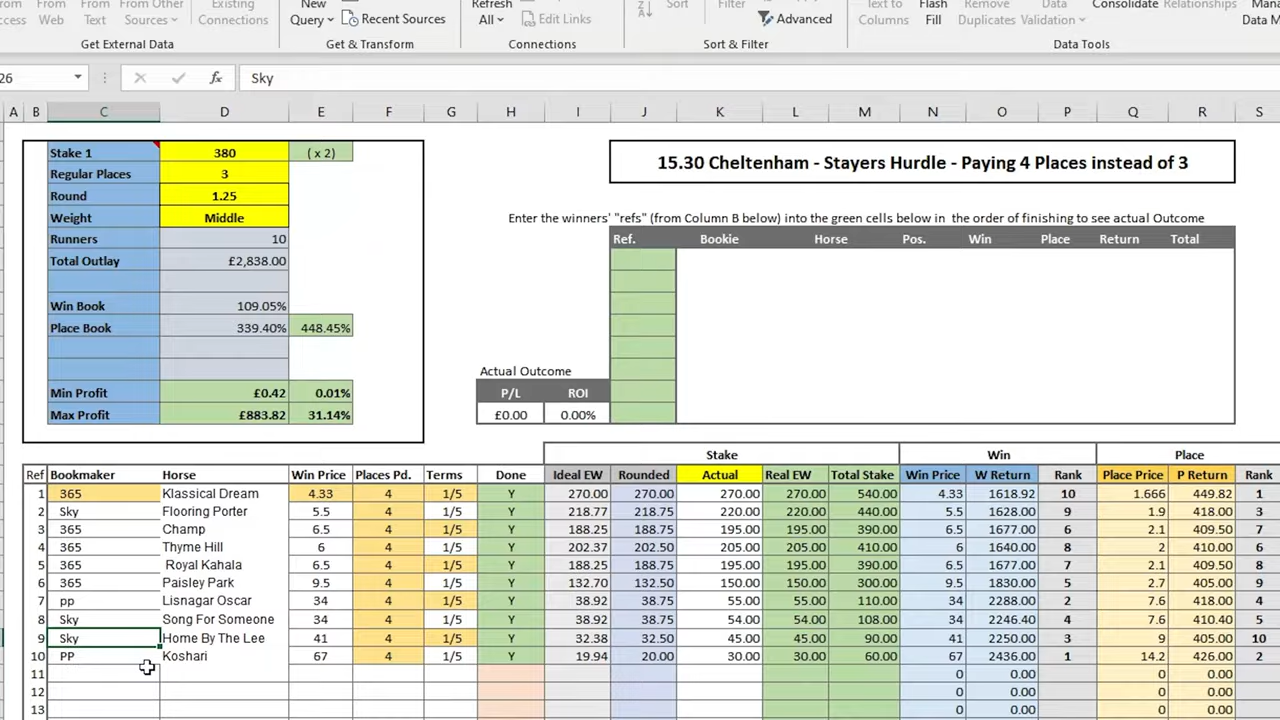 From From From From Other Existing New Recent Sources Refresh Edit Links Sort Filter Advanced Text to Flash Remove Data Consolidate Relationships
Access Web Text Sources Connections Query All Columns Fill Duplicates Validation Data M
Get External Data Get & Transform Connections Sort & Filter Data Tools
26 fx Sky
A B C D E F G H I J K L M N O P Q R S
Stake 1 380 ( x 2) 15.30 Cheltenham - Stayers Hurdle - Paying 4 Places instead of 3
Regular Places 3
Round 1.25
Weight Middle Enter the winners' "refs" (from Column B below) into the green cells below in the order of finishing to see actual Outcome
Runners 10 Ref. Bookie Horse Pos. Win Place Return Total
Total Outlay £2,838.00
Win Book 109.05%
Place Book 339.40% 448.45%
Actual Outcome
Min Profit £0.42 0.01% P/L ROI
Max Profit £883.82 31.14% £0.00 0.00%
Stake Win Place
Ref Bookmaker Horse Win Price Places Pd. Terms Done Ideal EW Rounded Actual Real EW Total Stake Win Price W Return Rank Place Price P Return Rank
1 365 Klassical Dream 4.33 4 1/5 Y 270.00 270.00 270.00 270.00 540.00 4.33 1618.92 10 1.666 449.82 1
2 Sky Flooring Porter 5.5 4 1/5 Y 218.77 218.75 220.00 220.00 440.00 5.5 1628.00 9 1.9 418.00 3
3 365 Champ 6.5 4 1/5 Y 188.25 188.75 195.00 195.00 390.00 6.5 1677.00 6 2.1 409.50 7
4 365 Thyme Hill 6 4 1/5 Y 202.37 202.50 205.00 205.00 410.00 6 1640.00 8 2 410.00 6
5 365 Royal Kahala 6.5 4 1/5 Y 188.25 188.75 195.00 195.00 390.00 6.5 1677.00 7 2.1 409.50 8
6 365 Paisley Park 9.5 4 1/5 Y 132.70 132.50 150.00 150.00 300.00 9.5 1830.00 5 2.7 405.00 9
7 pp Lisnagar Oscar 34 4 1/5 Y 38.92 38.75 55.00 55.00 110.00 34 2288.00 2 7.6 418.00 4
8 Sky Song For Someone 34 4 1/5 Y 38.92 38.75 54.00 54.00 108.00 34 2246.40 4 7.6 410.40 5
9 Sky Home By The Lee 41 4 1/5 Y 32.38 32.50 45.00 45.00 90.00 41 2250.00 3 9 405.00 10
10 PP Koshari 67 4 1/5 Y 19.94 20.00 30.00 30.00 60.00 67 2436.00 1 14.2 426.00 2
11 0 0.00 0 0.00
12 0 0.00 0 0.00
13 0 0.00 0 0.00